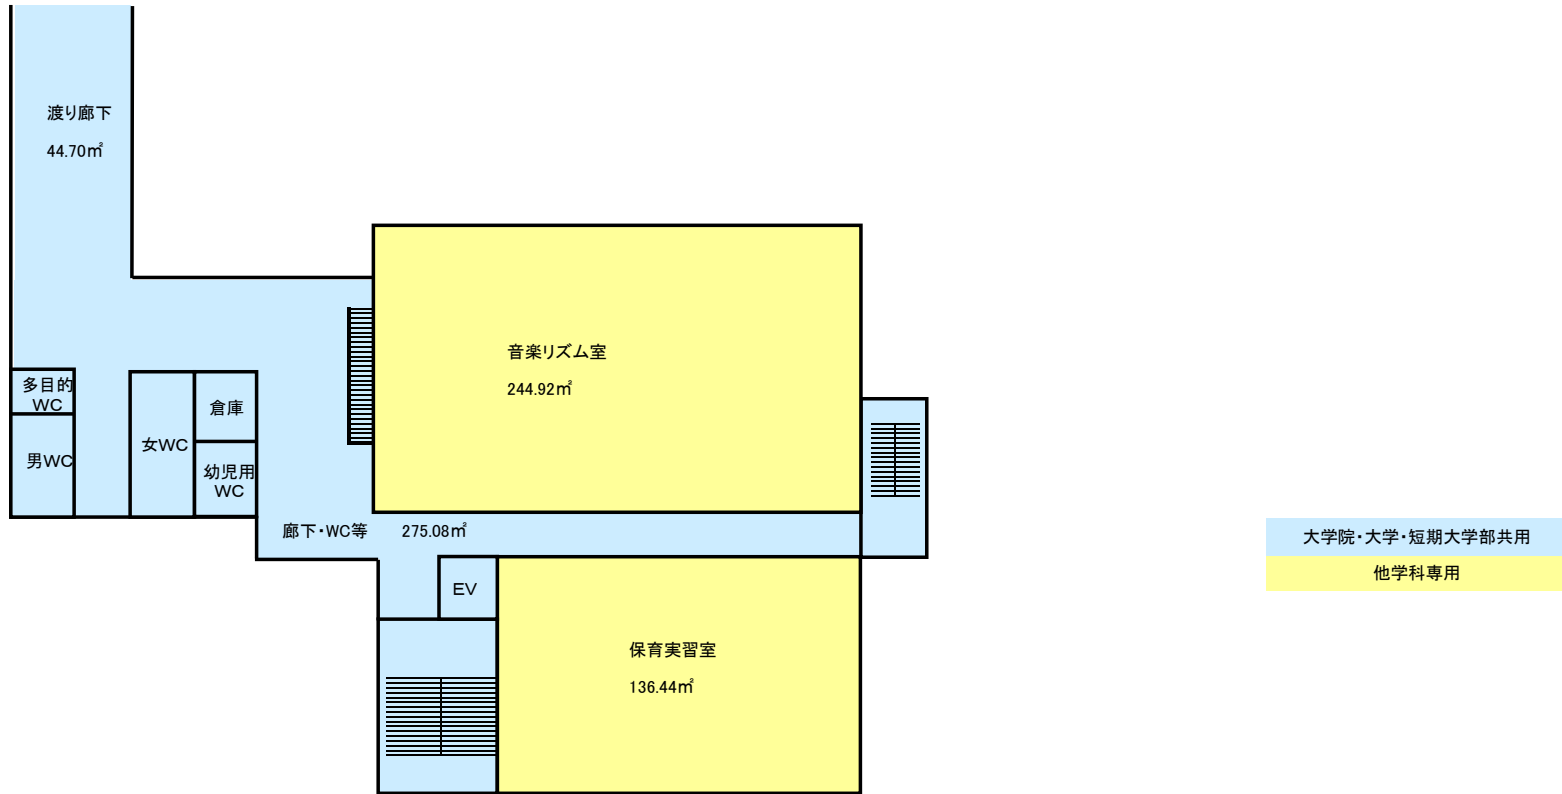 渡り廊下
44.70㎡
音楽リズム室
244.92㎡
多目的
WC
男WC
女WC
倉庫
幼児用
WC
廊下・WC等 275.08㎡
EV
保育実習室
136.44㎡
大学院・大学・短期大学部共用
他学科専用